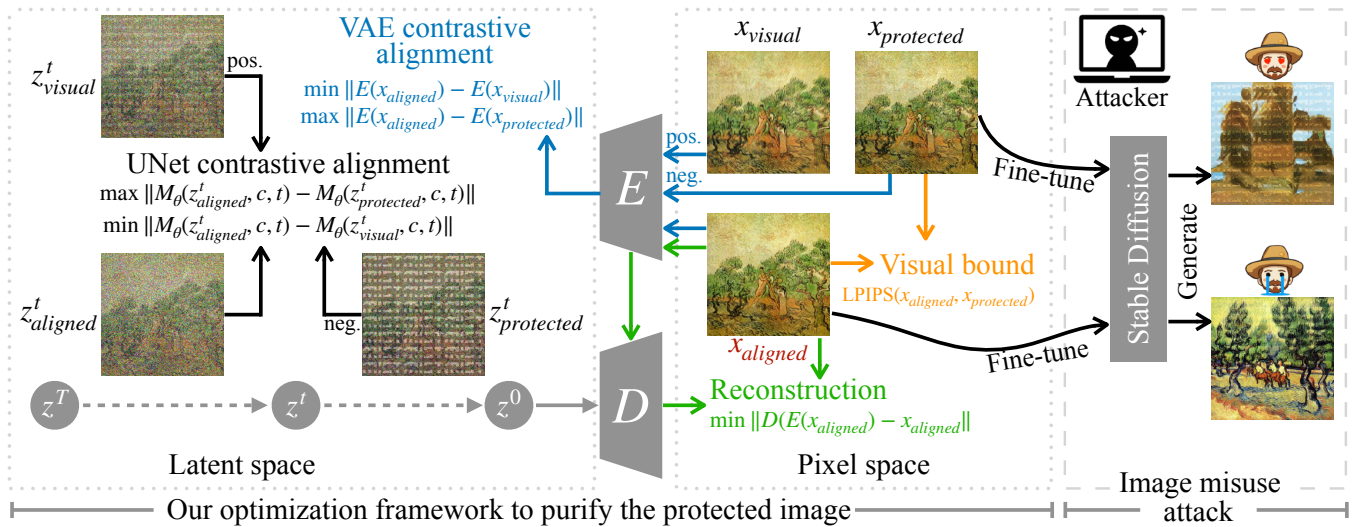 VAE contrastive
alignment
min ‖E(x_aligned) − E(x_visual)‖
max ‖E(x_aligned) − E(x_protected)‖
z^t_visual
pos.
UNet contrastive alignment
max ‖M_θ(z^t_aligned, c, t) − M_θ(z^t_protected, c, t)‖
min ‖M_θ(z^t_aligned, c, t) − M_θ(z^t_visual, c, t)‖
z^t_aligned
neg.
z^t_protected
z^T
z^t
z^0
Latent space
E
D
x_visual
x_protected
pos.
neg.
Visual bound
LPIPS(x_aligned, x_protected)
x_aligned
Reconstruction
min ‖D(E(x_aligned) − x_aligned‖
Pixel space
Fine-tune
Fine-tune
Attacker
Stable Diffusion
Generate
Our optimization framework to purify the protected image
Image misuse
attack